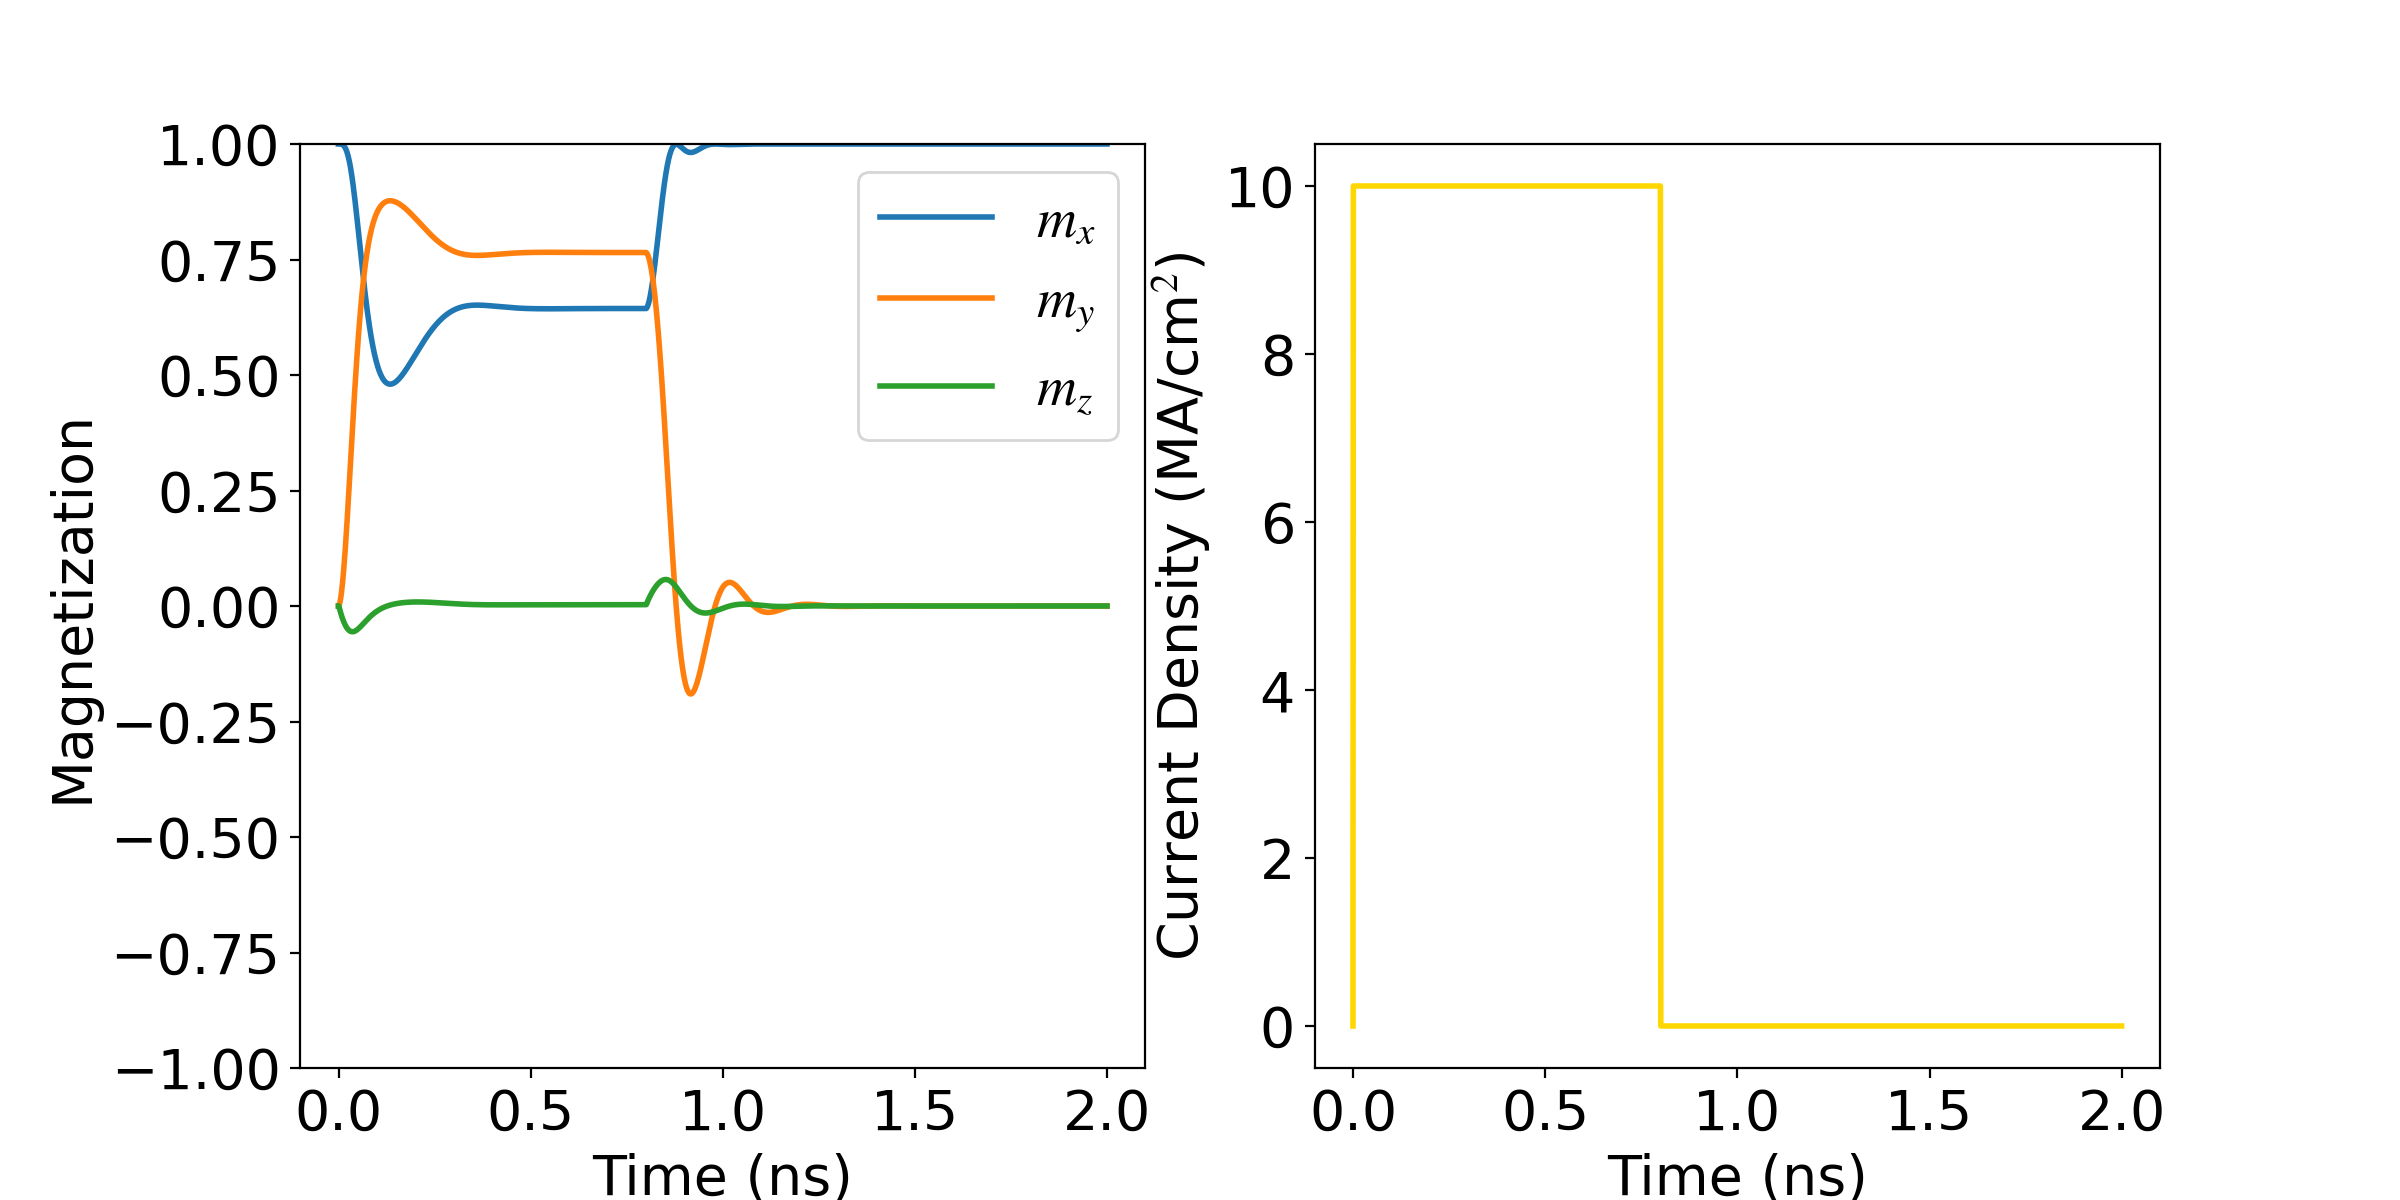 Magnetization
1.00
0.75
0.50
0.25
0.00
−0.25
−0.50
−0.75
−1.00
0.0 0.5 1.0 1.5 2.0
Time (ns)
m_x
m_y
m_z
Current Density (MA/cm²)
10
8
6
4
2
0
0.0 0.5 1.0 1.5 2.0
Time (ns)